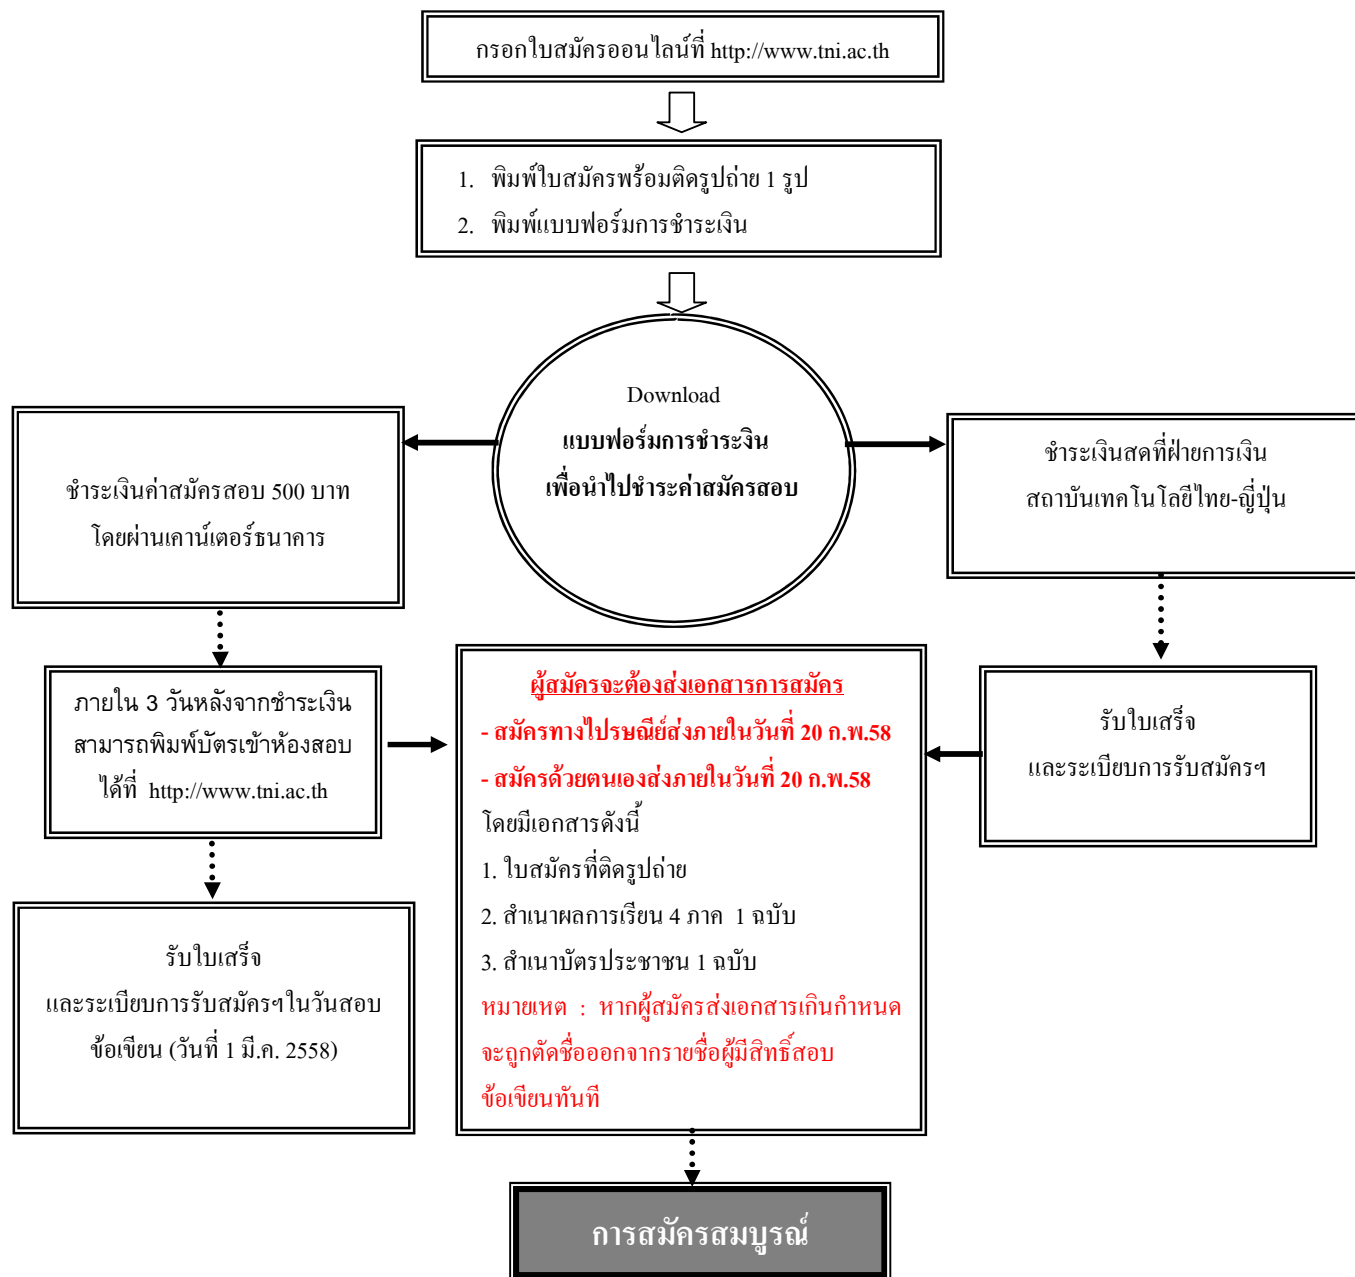 กรอกใบสมัครออนไลน์ที่ http://www.tni.ac.th
1. พิมพ์ใบสมัครพร้อมติดรูปถ่าย 1 รูป
2. พิมพ์แบบฟอร์มการชำระเงิน
Download
แบบฟอร์มการชำระงิน
เพื่อนำไปชำระค่าสมัครสอบ
ชำระเงินค่าสมัครสอบ 500 บาท
โดยผ่านเคาน์เตอร์ธนาคาร
ชำระเงินสดที่ฝ่ายการเงิน
สถาบันเทคโนโลยีไทย-ญี่ปุ่น
ภายใน 3 วันหลังจากชำระเงิน
สามารถพิมพ์บัตรเข้าห้องสอบ
ได้ที่ http://www.tni.ac.th
ผู้สมัครจะต้องส่งเอกสารการสมัคร
- สมัครทางไปรษณีย์ส่งภายในวันที่ 20 ก.พ.58
- สมัครด้วยตนเองส่งภายในวันที่ 20 ก.พ.58
โดยมีเอกสารดังนี้
1. ใบสมัครที่ติดรูปถ่าย
2. สำเนาผลการเรียน 4 ภาค 1 ฉบับ
3. สำเนาบัตรประชาชน 1 ฉบับ
หมายเหต : หากผู้สมัครส่งเอกสารเกินกำหนด
จะถูกตัดชื่อออกจากรายชื่อผู้มีสิทธิ์สอบ
ข้อเขียนทันที
รับใบเสร็จ
และระเบียบการรับสมัครฯ
รับใบเสร็จ
และระเบียบการรับสมัครฯในวันสอบ
ข้อเขียน (วันที่ 1 มี.ค. 2558)
การสมัครสมบูรณ์